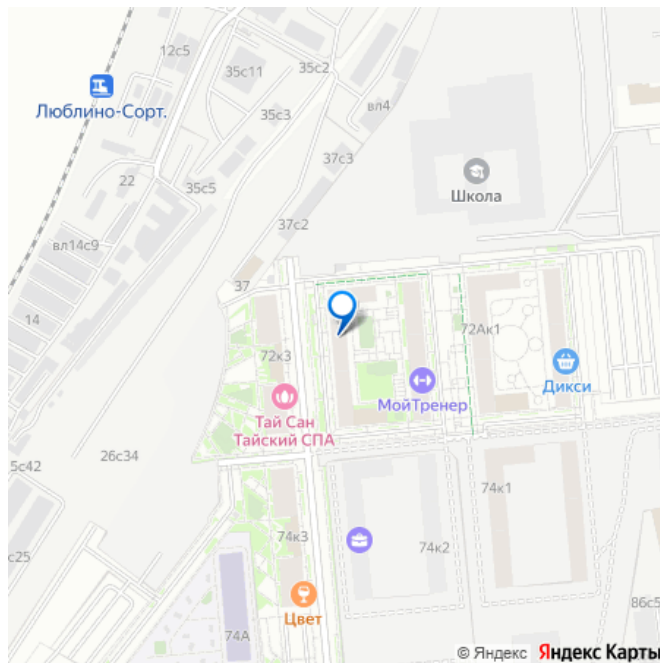 12с5
35с11
35с2
Люблино-Сорт.
35с3
вл4
37с3
22
35с5
Школа
37с2
вл14с9
37
14
72к3
72Ак1
Дикси
МойТренер
Тай Сан
Тайский СПА
26с34
5с42
74к1
74к3
74к2
с25
Цвет
86с5
74А
© Яндекс Яндекс Карты